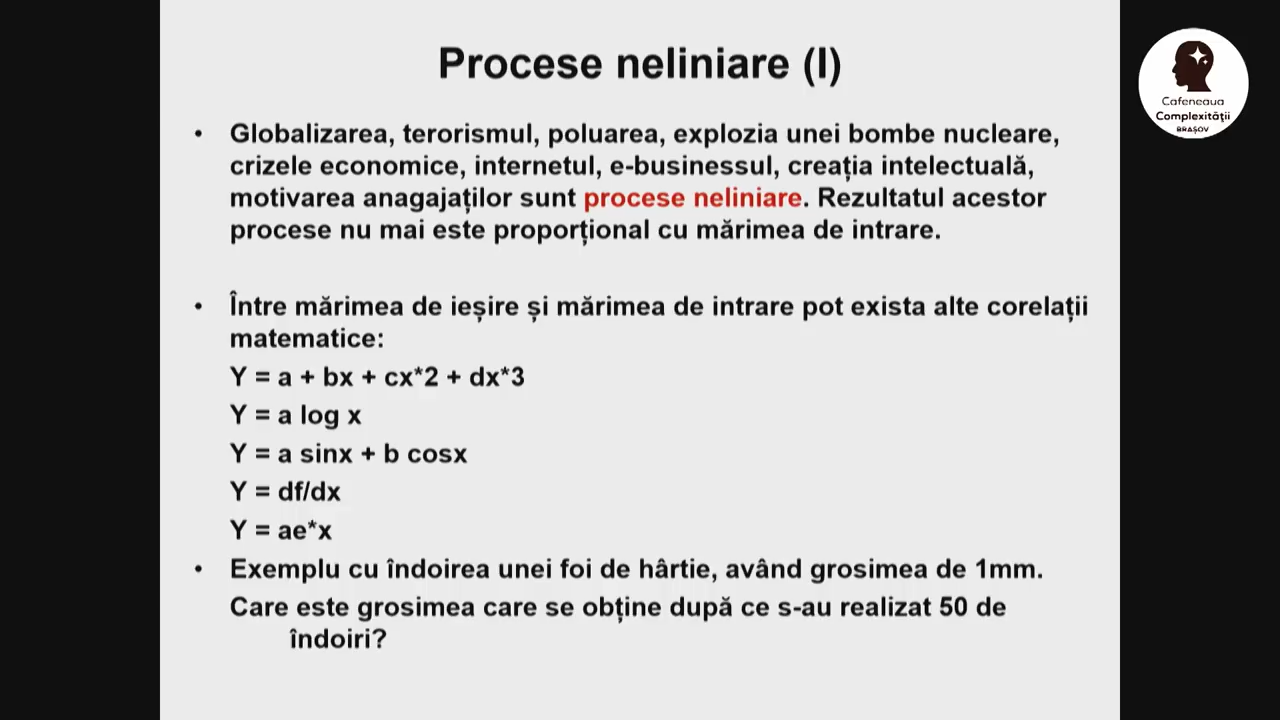 Procese neliniare (I)
• Globalizarea, terorismul, poluarea, explozia unei bombe nucleare,
crizele economice, internetul, e-businessul, creația intelectuală,
motivarea anagajaților sunt procese neliniare. Rezultatul acestor
procese nu mai este proporțional cu mărimea de intrare.
• Între mărimea de ieșire și mărimea de intrare pot exista alte corelații
matematice:
Y = a + bx + cx*2 + dx*3
Y = a log x
Y = a sinx + b cosx
Y = df/dx
Y = ae*x
• Exemplu cu îndoirea unei foi de hârtie, având grosimea de 1mm.
Care este grosimea care se obține după ce s-au realizat 50 de
îndoiri?
Cafeneaua
Complexității
BRAȘOV